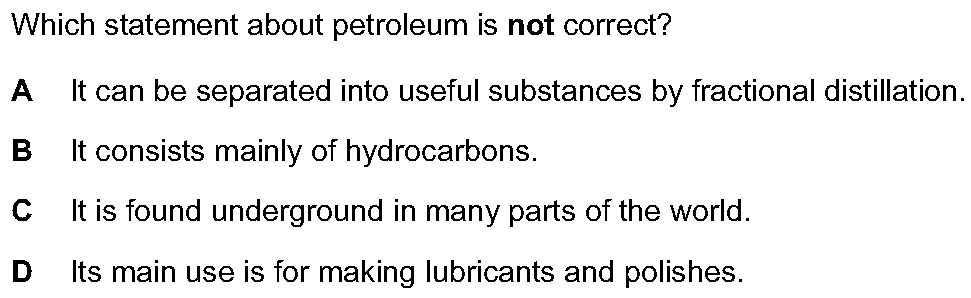 Which statement about petroleum is not correct?
A It can be separated into useful substances by fractional distillation.
B It consists mainly of hydrocarbons.
C It is found underground in many parts of the world.
D Its main use is for making lubricants and polishes.